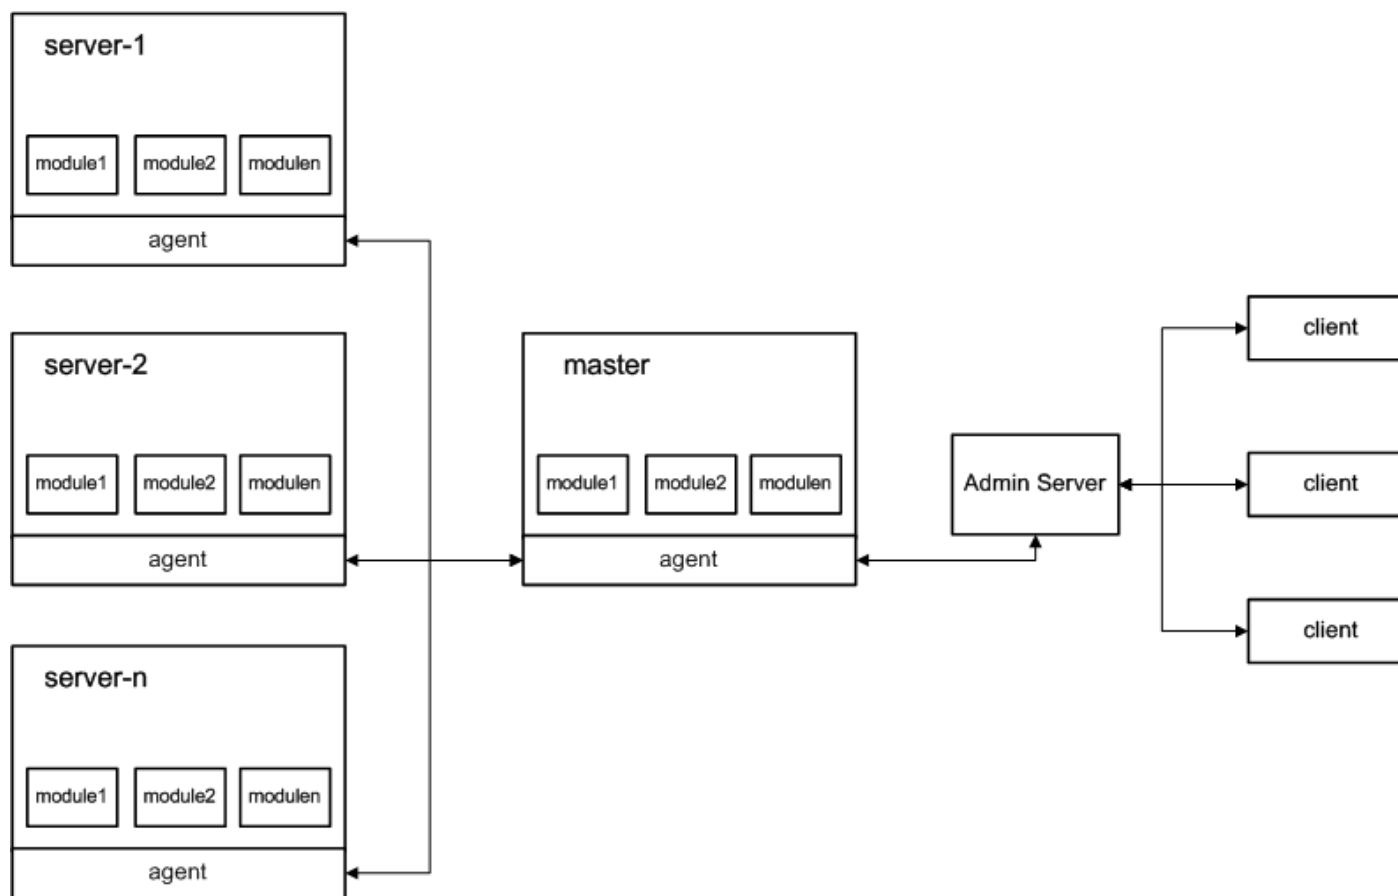 server-1
module1 module2 modulen
agent
server-2
module1 module2 modulen
agent
server-n
module1 module2 modulen
agent
master
module1 module2 modulen
agent
Admin Server
client
client
client